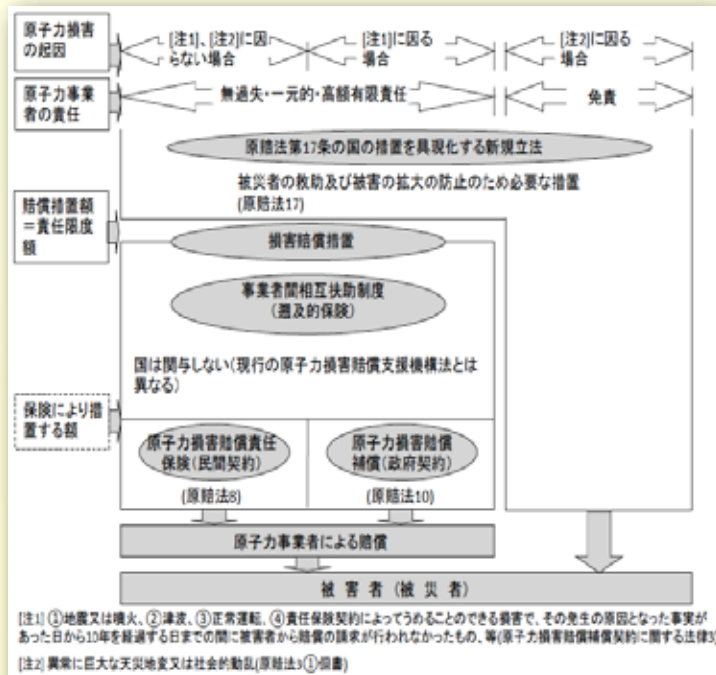 原子力損害
の起因
[注1]、[注2]に因
らない場合
[注1]に因る
場合
[注2]に因る
場合
原子力事業
者の責任
無過失・一元的・高額有限責任
免責
原賠法第17条の国の措置を具現化する新規立法
被災者の救助及び被害の拡大の防止のため必要な措置
(原賠法17)
賠償措置額
＝責任限度
額
損害賠償措置
事業者間相互扶助制度
(遡及的保険)
国は関与しない(現行の原子力損害賠償支援機構法とは
異なる)
保険により措
置する額
原子力損害賠償責任
保険(民間契約)
原子力損害賠償
補償(政府契約)
(原賠法8)
(原賠法10)
原子力事業者による賠償
被害者(被災者)
[注1] ①地震又は噴火、②津波、③正常運転、④責任保険契約によってうめることのできる損害で、その発生の原因となった事実が
あった日から10年を経過する日までの間に被害者から賠償の請求が行われなかったもの、等(原子力損害賠償補償契約に関する法律3)
[注2] 異常に巨大な天災地変又は社会的動乱(原賠法3①但書)